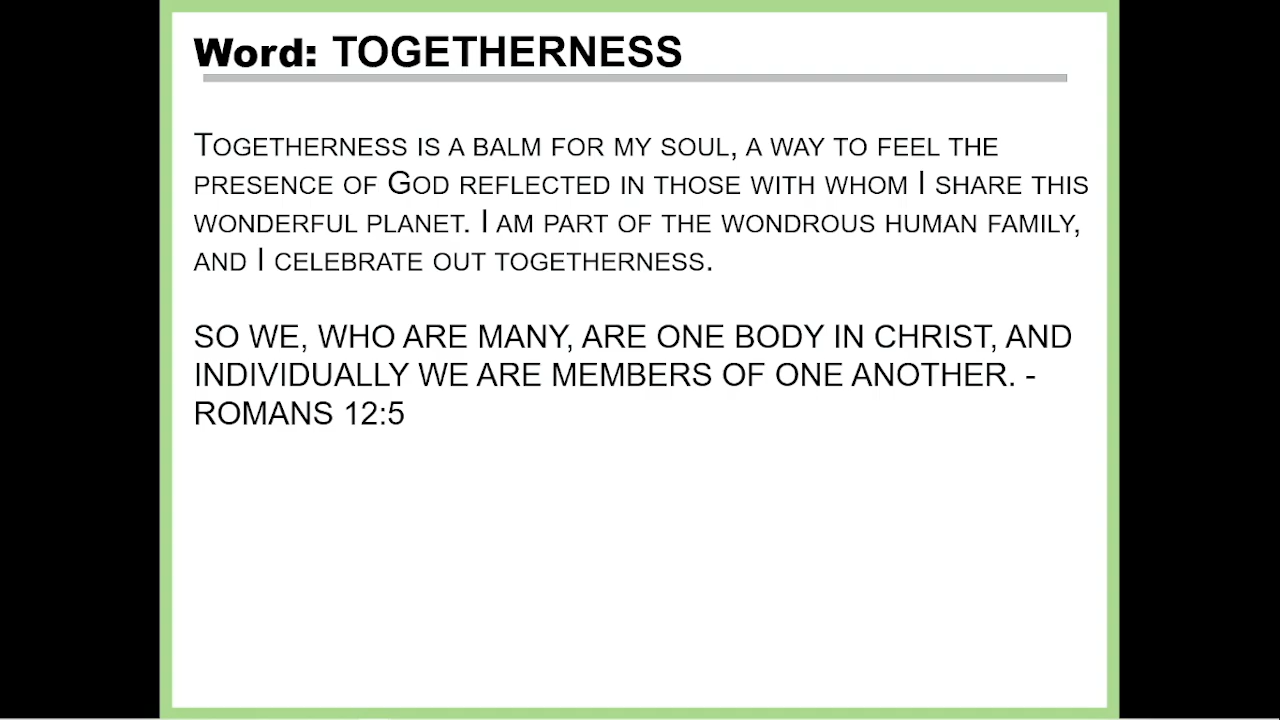 Word: TOGETHERNESS
Togetherness is a balm for my soul, a way to feel the
presence of God reflected in those with whom I share this
wonderful planet. I am part of the wondrous human family,
and I celebrate out togetherness.
SO WE, WHO ARE MANY, ARE ONE BODY IN CHRIST, AND
INDIVIDUALLY WE ARE MEMBERS OF ONE ANOTHER. -
ROMANS 12:5